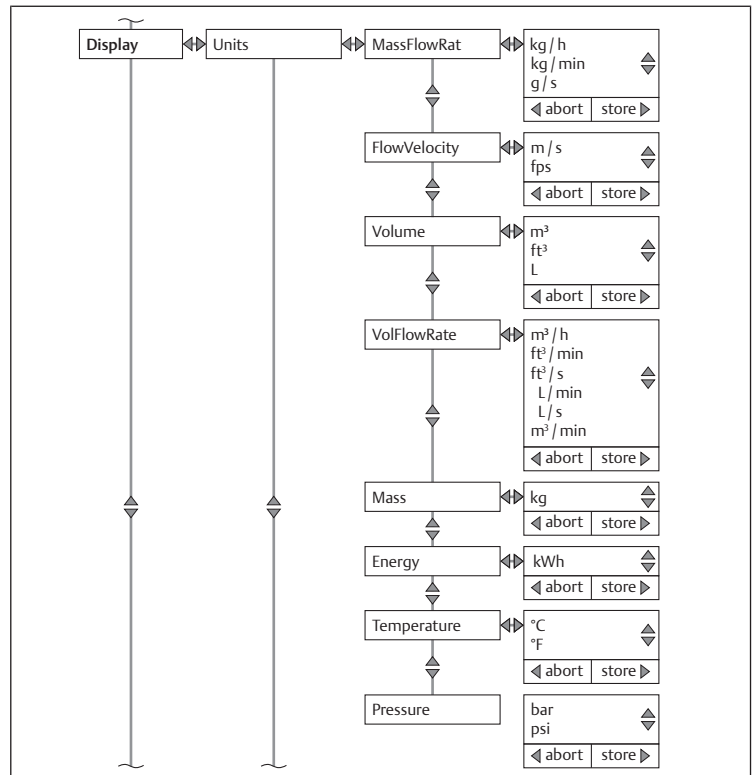 Display
Units
MassFlowRat
kg / h
kg / min
g / s
abort store
FlowVelocity
m / s
fps
abort store
Volume
m³
ft³
L
abort store
VolFlowRate
m³ / h
ft³ / min
ft³ / s
L / min
L / s
m³ / min
abort store
Mass
kg
abort store
Energy
kWh
abort store
Temperature
°C
°F
abort store
Pressure
bar
psi
abort store